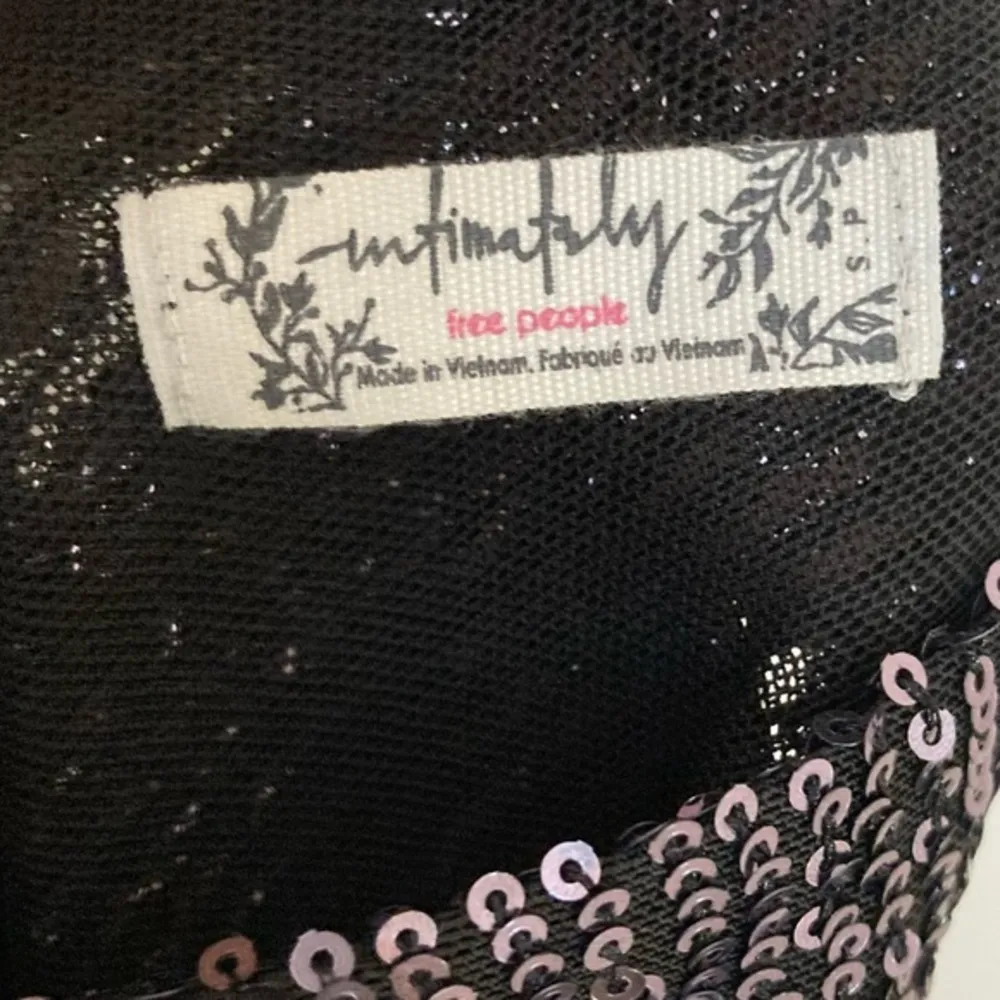 intimately
free people
Made in Vietnam. Fabriqué au Vietnam
S.P